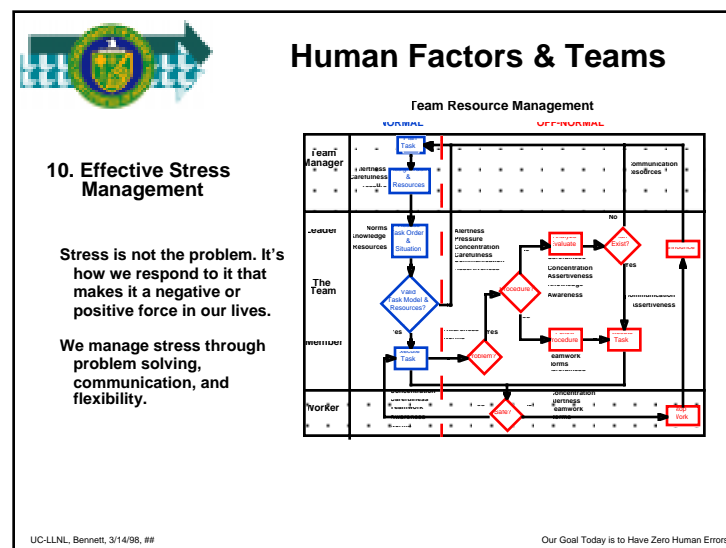 Human Factors & Teams
Team Resource Management
NORMAL
OFF-NORMAL
10. Effective Stress
Management
Stress is not the problem. It's
how we respond to it that
makes it a negative or
positive force in our lives.
We manage stress through
problem solving,
communication, and
flexibility.
Team
Manager
Task
Alertness
Carefulness
&
Resources
Communication
Resources
Leader
Norms
Knowledge
Resources
Task Order
&
Situation
Alertness
Pressure
Concentration
Carefulness
Evaluate
Exist?
No
Yes
The
Team
Valid
Task Model &
Resources?
Procedure
Concentration
Assertiveness
Awareness
Communication
Assertiveness
Member
Yes
Task
Problem?
Yes
Procedure
Teamwork
Norms
Task
Worker
Concentration
Carefulness
Teamwork
Awareness
Safe?
Concentration
Alertness
Teamwork
Norms
Stop
Work
UC-LLNL, Bennett, 3/14/98, ##
Our Goal Today is to Have Zero Human Errors